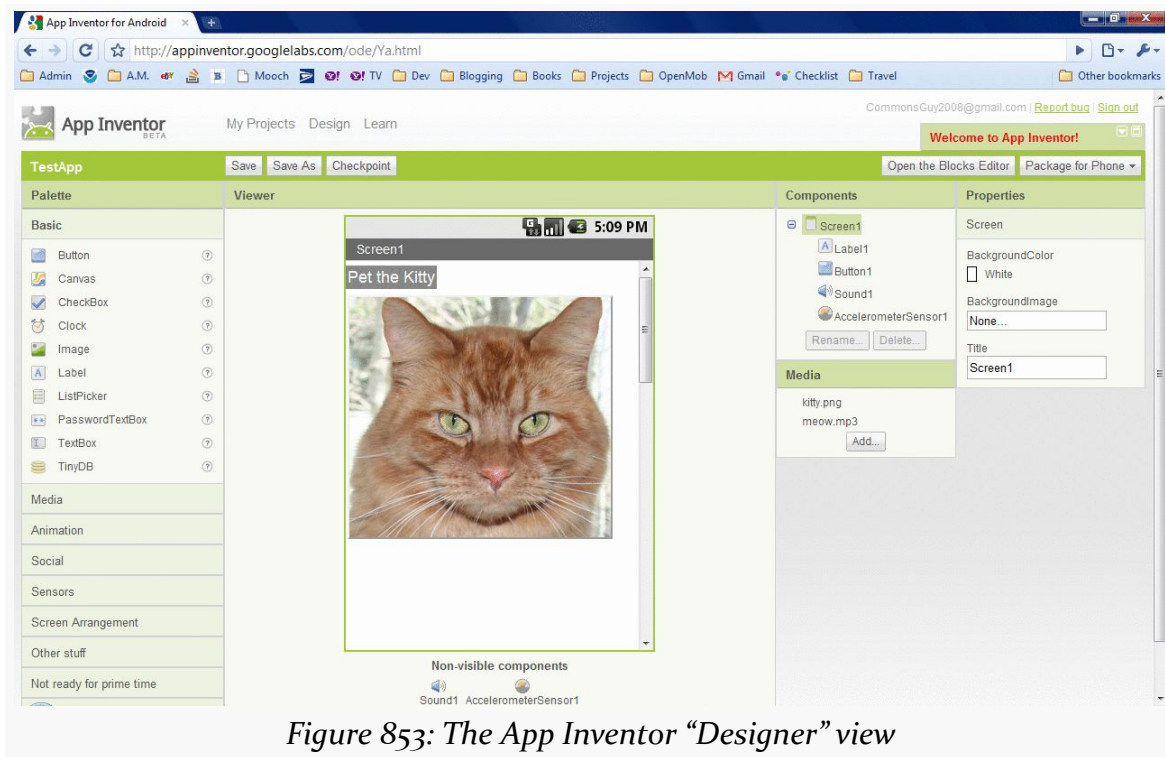 App Inventor for Android
http://appinventor.googlelabs.com/ode/Ya.html
Admin A.M. Mooch TV Dev Blogging Books Projects OpenMob Gmail Checklist Travel Other bookmarks
CommonsGuy2008@gmail.com | Report bug | Sign out
App Inventor
BETA
My Projects Design Learn
Welcome to App Inventor!
TestApp
Save Save As Checkpoint
Open the Blocks Editor Package for Phone
Palette
Basic
Button
Canvas
CheckBox
Clock
Image
Label
ListPicker
PasswordTextBox
TextBox
TinyDB
Media
Animation
Social
Sensors
Screen Arrangement
Other stuff
Not ready for prime time
Viewer
5:09 PM
Screen1
Pet the Kitty
Non-visible components
Sound1 AccelerometerSensor1
Components
Screen1
Label1
Button1
Sound1
AccelerometerSensor1
Rename... Delete...
Media
kitty.png
meow.mp3
Add...
Properties
Screen
BackgroundColor
White
BackgroundImage
None...
Title
Screen1
Figure 853: The App Inventor “Designer” view